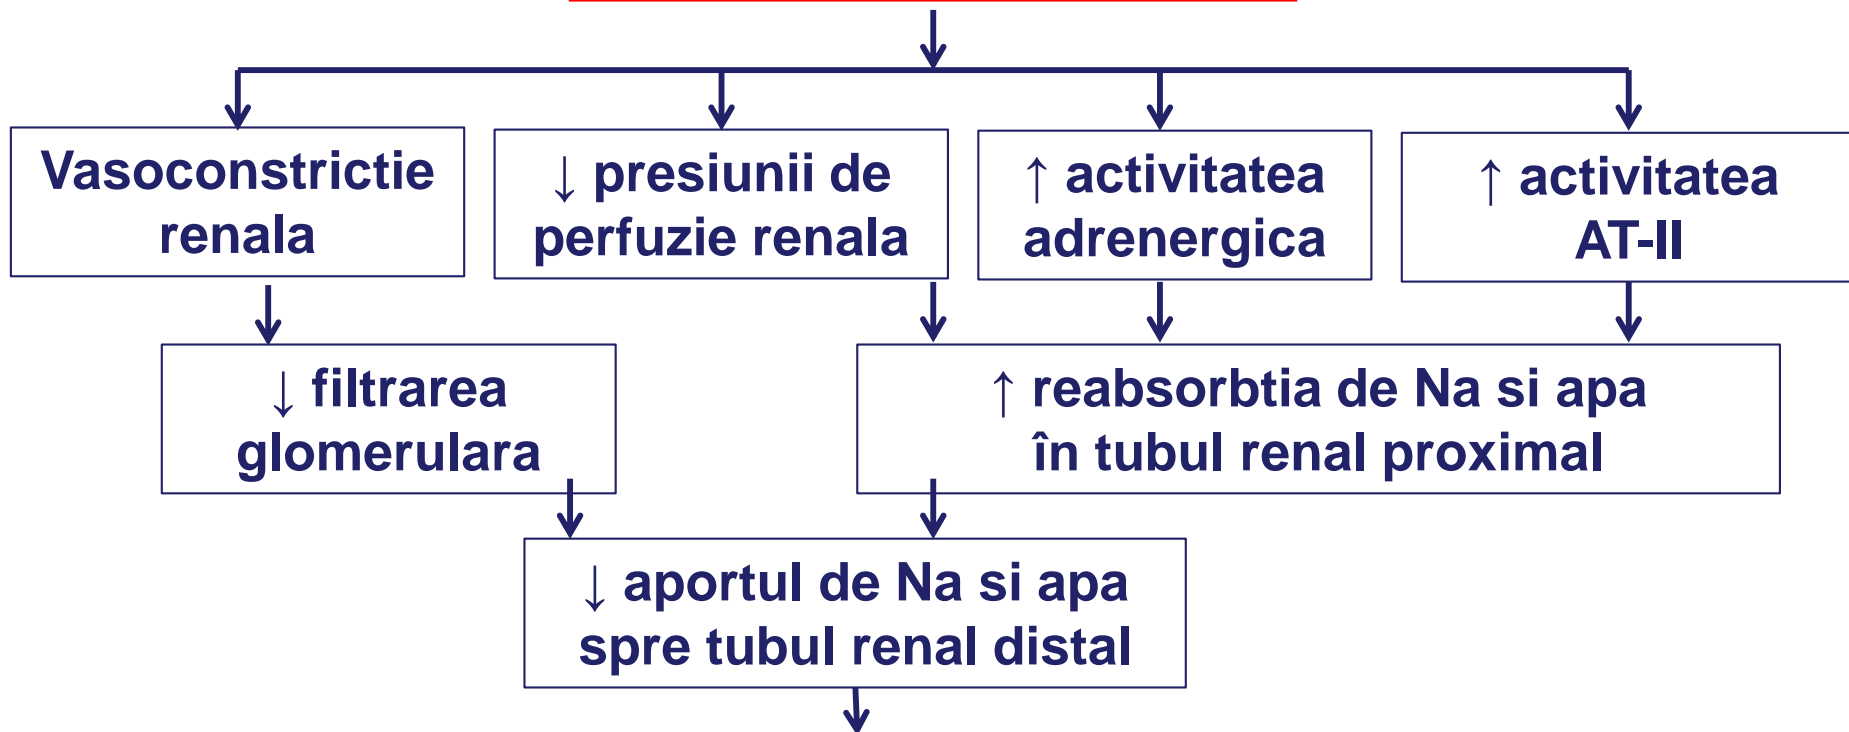 Vasoconstrictie
renala
↓ presiunii de
perfuzie renala
↑ activitatea
adrenergica
↑ activitatea
AT-II
↓ filtrarea
glomerulara
↑ reabsorbtia de Na si apa
în tubul renal proximal
↓ aportul de Na si apa
spre tubul renal distal